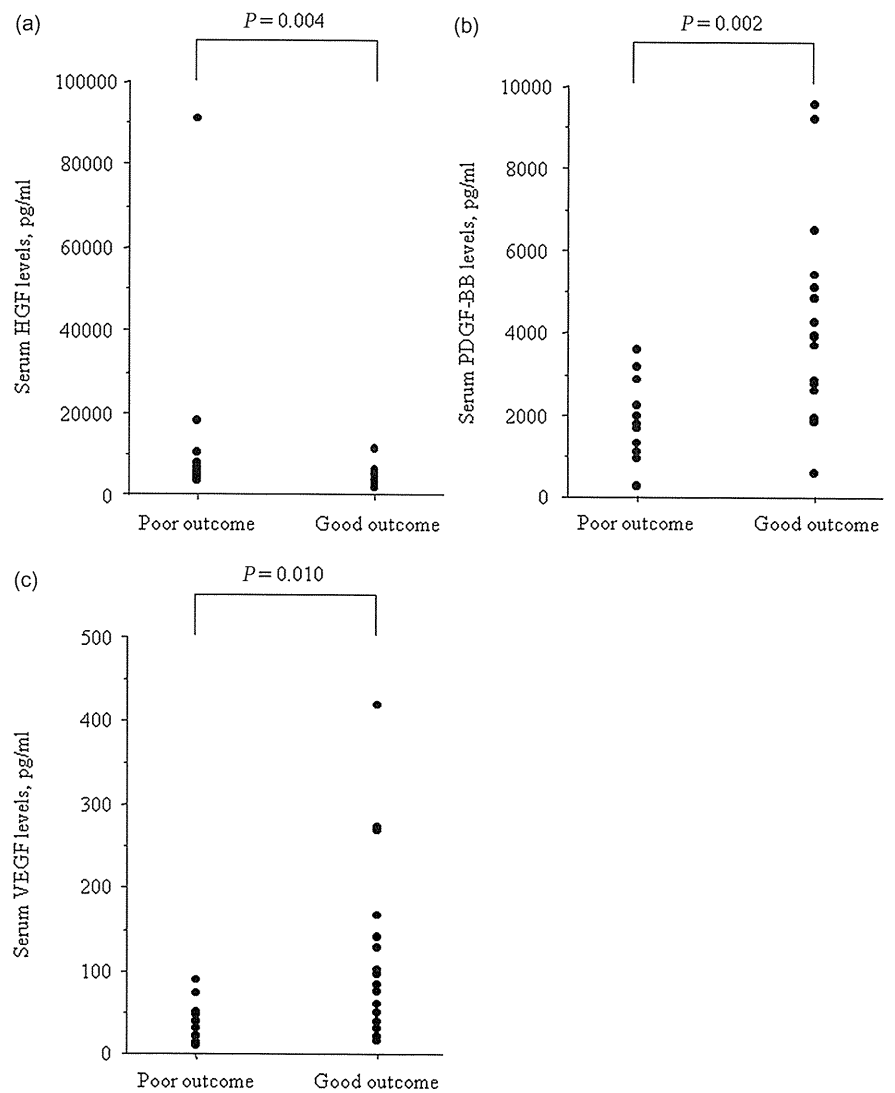 (a)
P = 0.004
Serum HGF levels, pg/ml
100000
80000
60000
40000
20000
0
Poor outcome
Good outcome
(b)
P = 0.002
Serum PDGF-BB levels, pg/ml
10000
8000
6000
4000
2000
0
Poor outcome
Good outcome
(c)
P = 0.010
Serum VEGF levels, pg/ml
500
400
300
200
100
0
Poor outcome
Good outcome